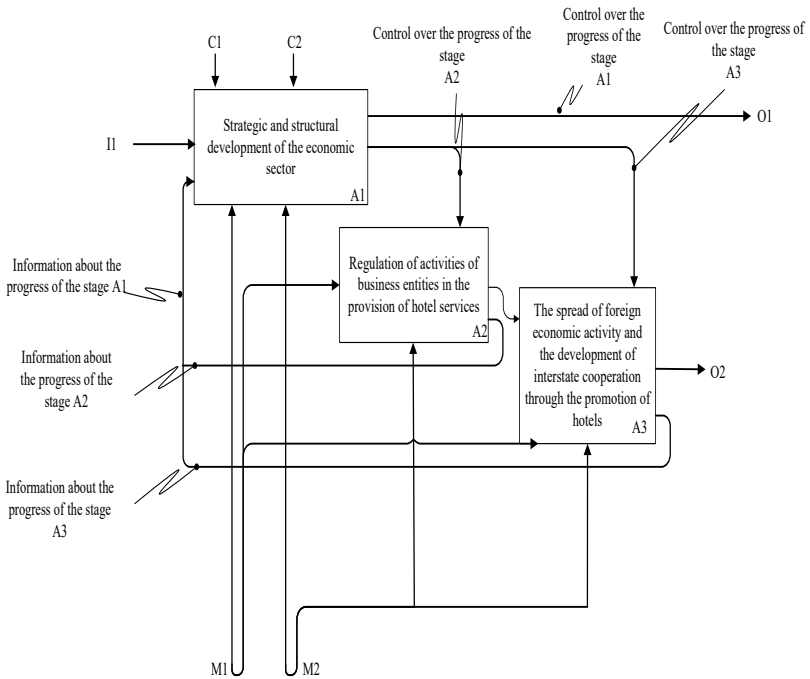 Control over the progress of the
stage
A2
Control over the
progress of the
stage
A1
Control over the progress of
the stage
A3
C1
C2
I1
Strategic and structural
development of the economic
sector
A1
O1
Information about the
progress of the stage A1
Regulation of activities of
business entities in the
provision of hotel services
A2
The spread of foreign
economic activity and
the development of
interstate cooperation
through the promotion of
hotels
A3
O2
Information about
the progress of the
stage A2
Information about the
progress of the stage
A3
M1
M2